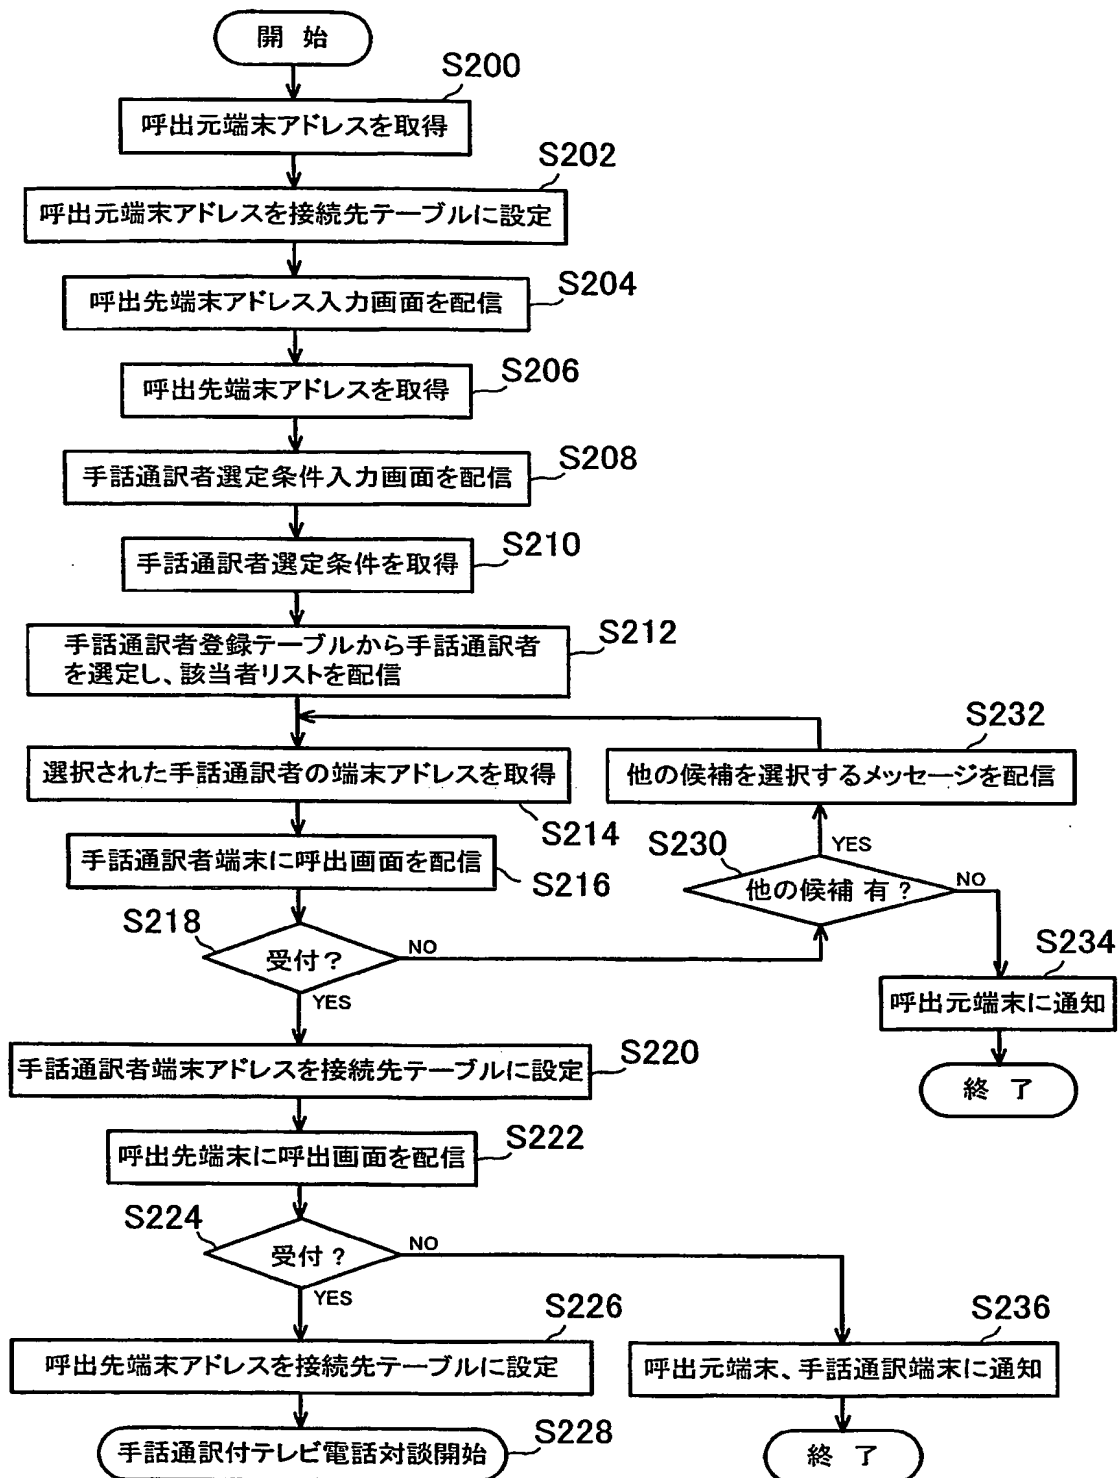 開 始
S200
呼出元端末アドレスを取得
S202
呼出元端末アドレスを接続先テーブルに設定
S204
呼出先端末アドレス入力画面を配信
S206
呼出先端末アドレスを取得
S208
手話通訳者選定条件入力画面を配信
S210
手話通訳者選定条件を取得
S212
手話通訳者登録テーブルから手話通訳者
を選定し、該当者リストを配信
S232
他の候補を選択するメッセージを配信
選択された手話通訳者の端末アドレスを取得
S214
手話通訳者端末に呼出画面を配信
S216
S230
YES
他の候補 有 ?
NO
S218
受付?
NO
YES
S234
呼出元端末に通知
終 了
S220
手話通訳者端末アドレスを接続先テーブルに設定
S222
呼出先端末に呼出画面を配信
S224
受付 ?
NO
YES
S226
呼出先端末アドレスを接続先テーブルに設定
S236
呼出元端末、手話通訳端末に通知
S228
手話通訳付テレビ電話対談開始
終 了